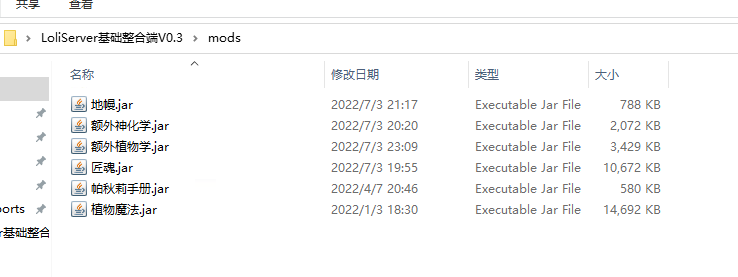 共享 查看
LoliServer基础整合端V0.3 > mods
名称 修改日期 类型 大小
地幔.jar 2022/7/3 21:17 Executable Jar File 788 KB
额外神化学.jar 2022/7/3 20:20 Executable Jar File 2,072 KB
额外植物学.jar 2022/7/3 23:09 Executable Jar File 3,429 KB
匠魂.jar 2022/7/3 19:55 Executable Jar File 10,672 KB
帕秋莉手册.jar 2022/4/7 20:46 Executable Jar File 580 KB
植物魔法.jar 2022/1/3 18:30 Executable Jar File 14,692 KB
orts
r基础整合